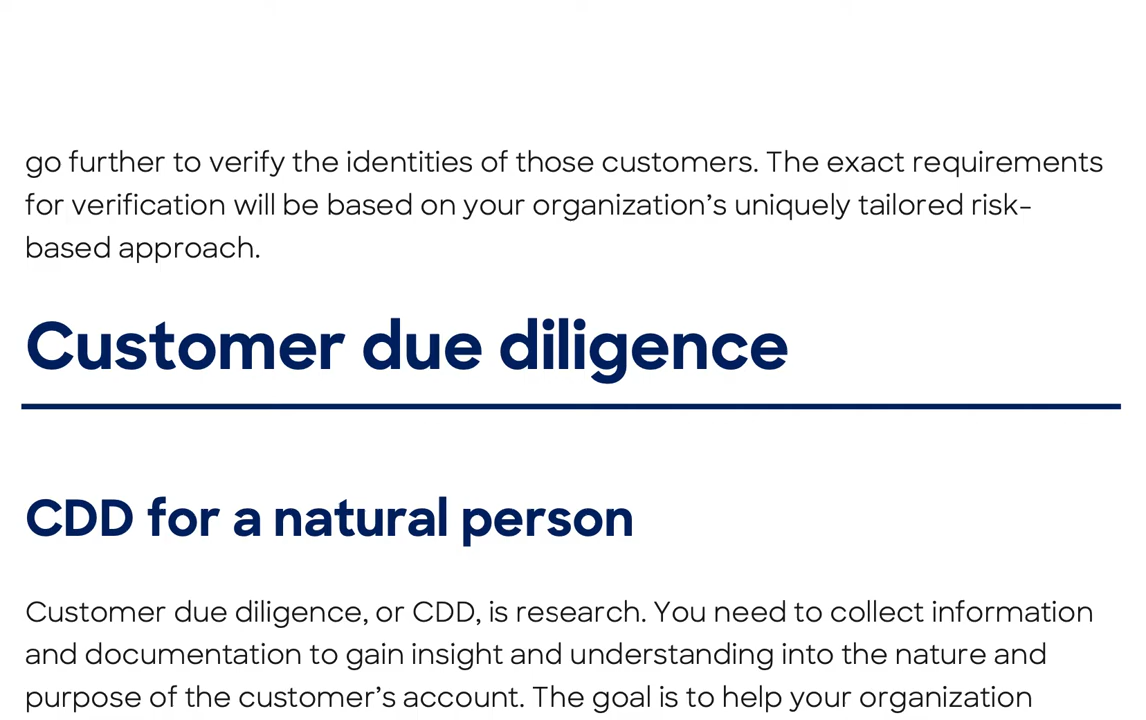 go further to verify the identities of those customers. The exact requirements
for verification will be based on your organization’s uniquely tailored risk-
based approach.
Customer due diligence
CDD for a natural person
Customer due diligence, or CDD, is research. You need to collect information
and documentation to gain insight and understanding into the nature and
purpose of the customer’s account. The goal is to help your organization